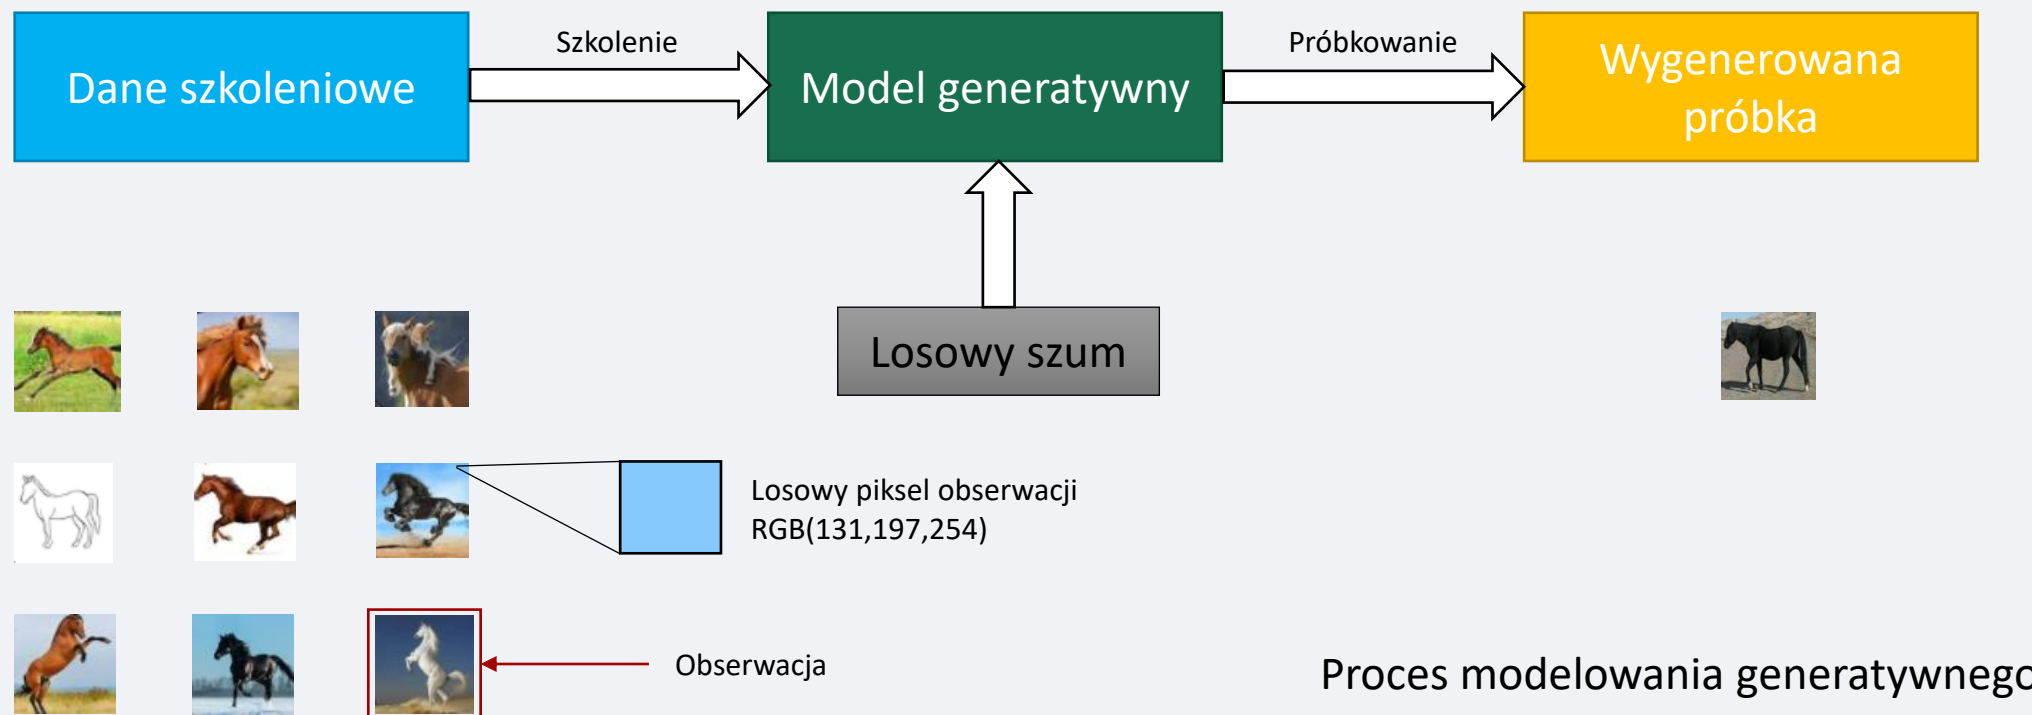 Dane szkoleniowe
Szkolenie
Model generatywny
Próbkowanie
Wygenerowana
próbka
Losowy szum
Losowy piksel obserwacji
RGB(131,197,254)
Obserwacja
Proces modelowania generatywnego